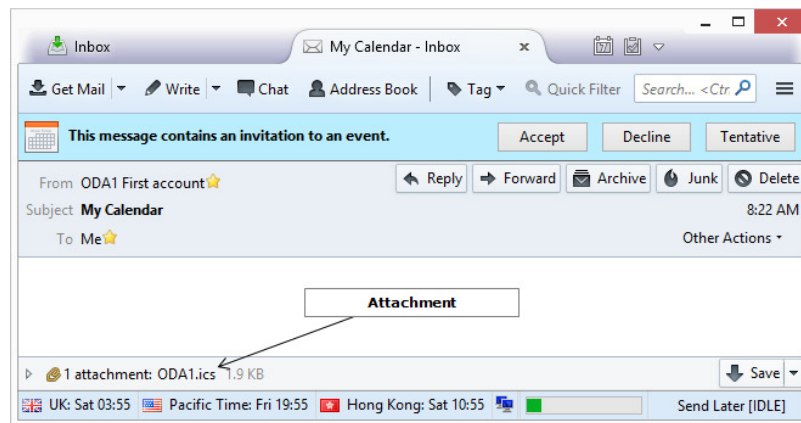 Inbox My Calendar - Inbox
Get Mail Write Chat Address Book Tag Quick Filter Search... <Ctr
This message contains an invitation to an event. Accept Decline Tentative
From ODA1 First account Reply Forward Archive Junk Delete
Subject My Calendar 8:22 AM
To Me Other Actions
Attachment
1 attachment: ODA1.ics 1.9 KB Save
UK: Sat 03:55 Pacific Time: Fri 19:55 Hong Kong: Sat 10:55 Send Later [IDLE]